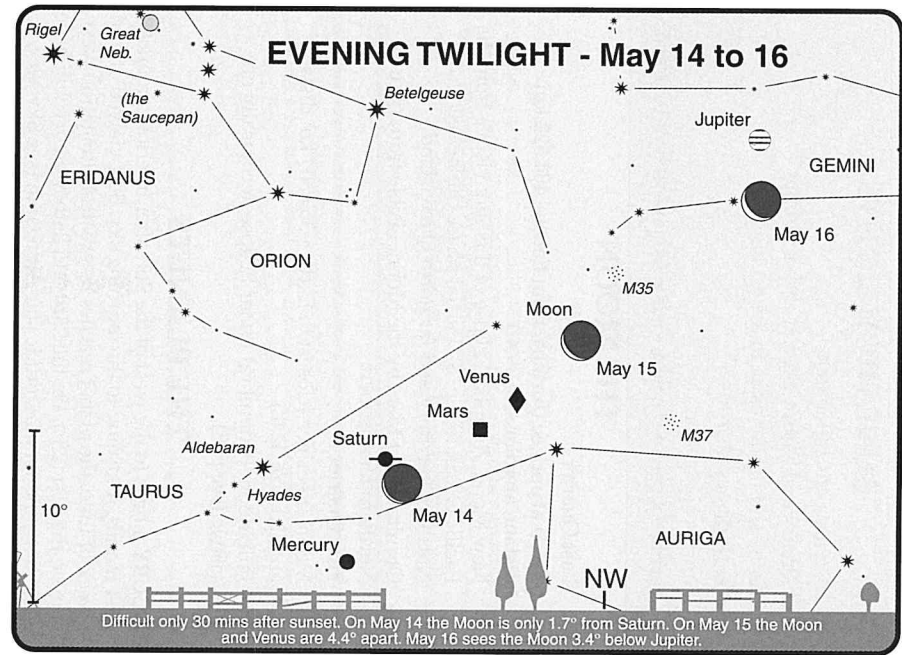 EVENING TWILIGHT - May 14 to 16
Rigel
Great
Neb.
(the
Saucepan)
Betelgeuse
Jupiter
GEMINI
ERIDANUS
May 16
ORION
M35
Moon
May 15
Venus
Mars
M37
Aldebaran
Saturn
Hyades
TAURUS
10°
May 14
AURIGA
Mercury
NW
Difficult only 30 mins after sunset. On May 14 the Moon is only 1.7° from Saturn. On May 15 the Moon
and Venus are 4.4° apart. May 16 sees the Moon 3.4° below Jupiter.